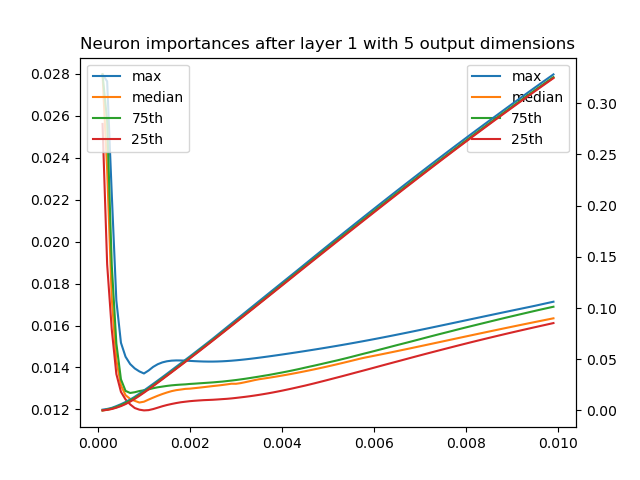 Neuron importances after layer 1 with 5 output dimensions
0.028
0.026
0.024
0.022
0.020
0.018
0.016
0.014
0.012
max
median
75th
25th
max
median
75th
25th
0.30
0.25
0.20
0.15
0.10
0.05
0.00
0.000
0.002
0.004
0.006
0.008
0.010